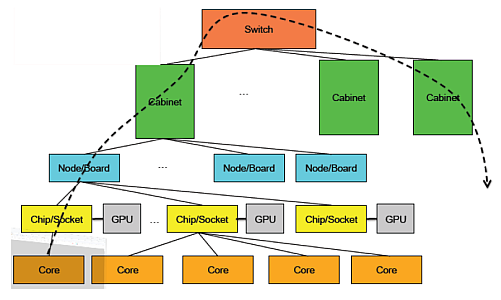 Switch
Cabinet ... Cabinet Cabinet
Node/Board ... Node/Board Node/Board
Chip/Socket GPU ... Chip/Socket GPU Chip/Socket GPU
Core Core Core Core Core